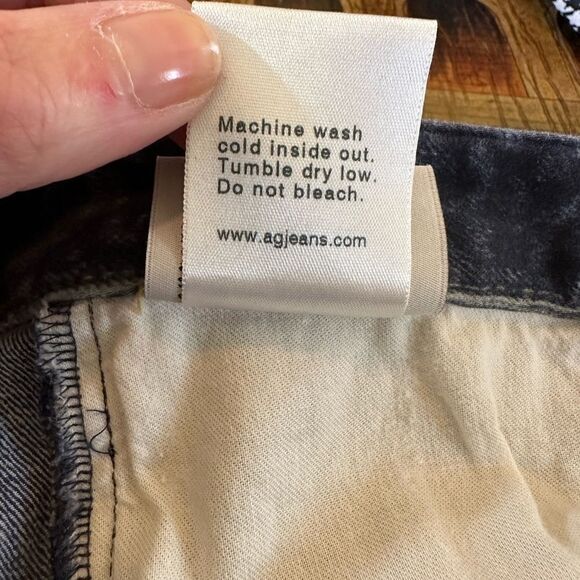 Machine wash
cold inside out.
Tumble dry low.
Do not bleach.
www.agjeans.com